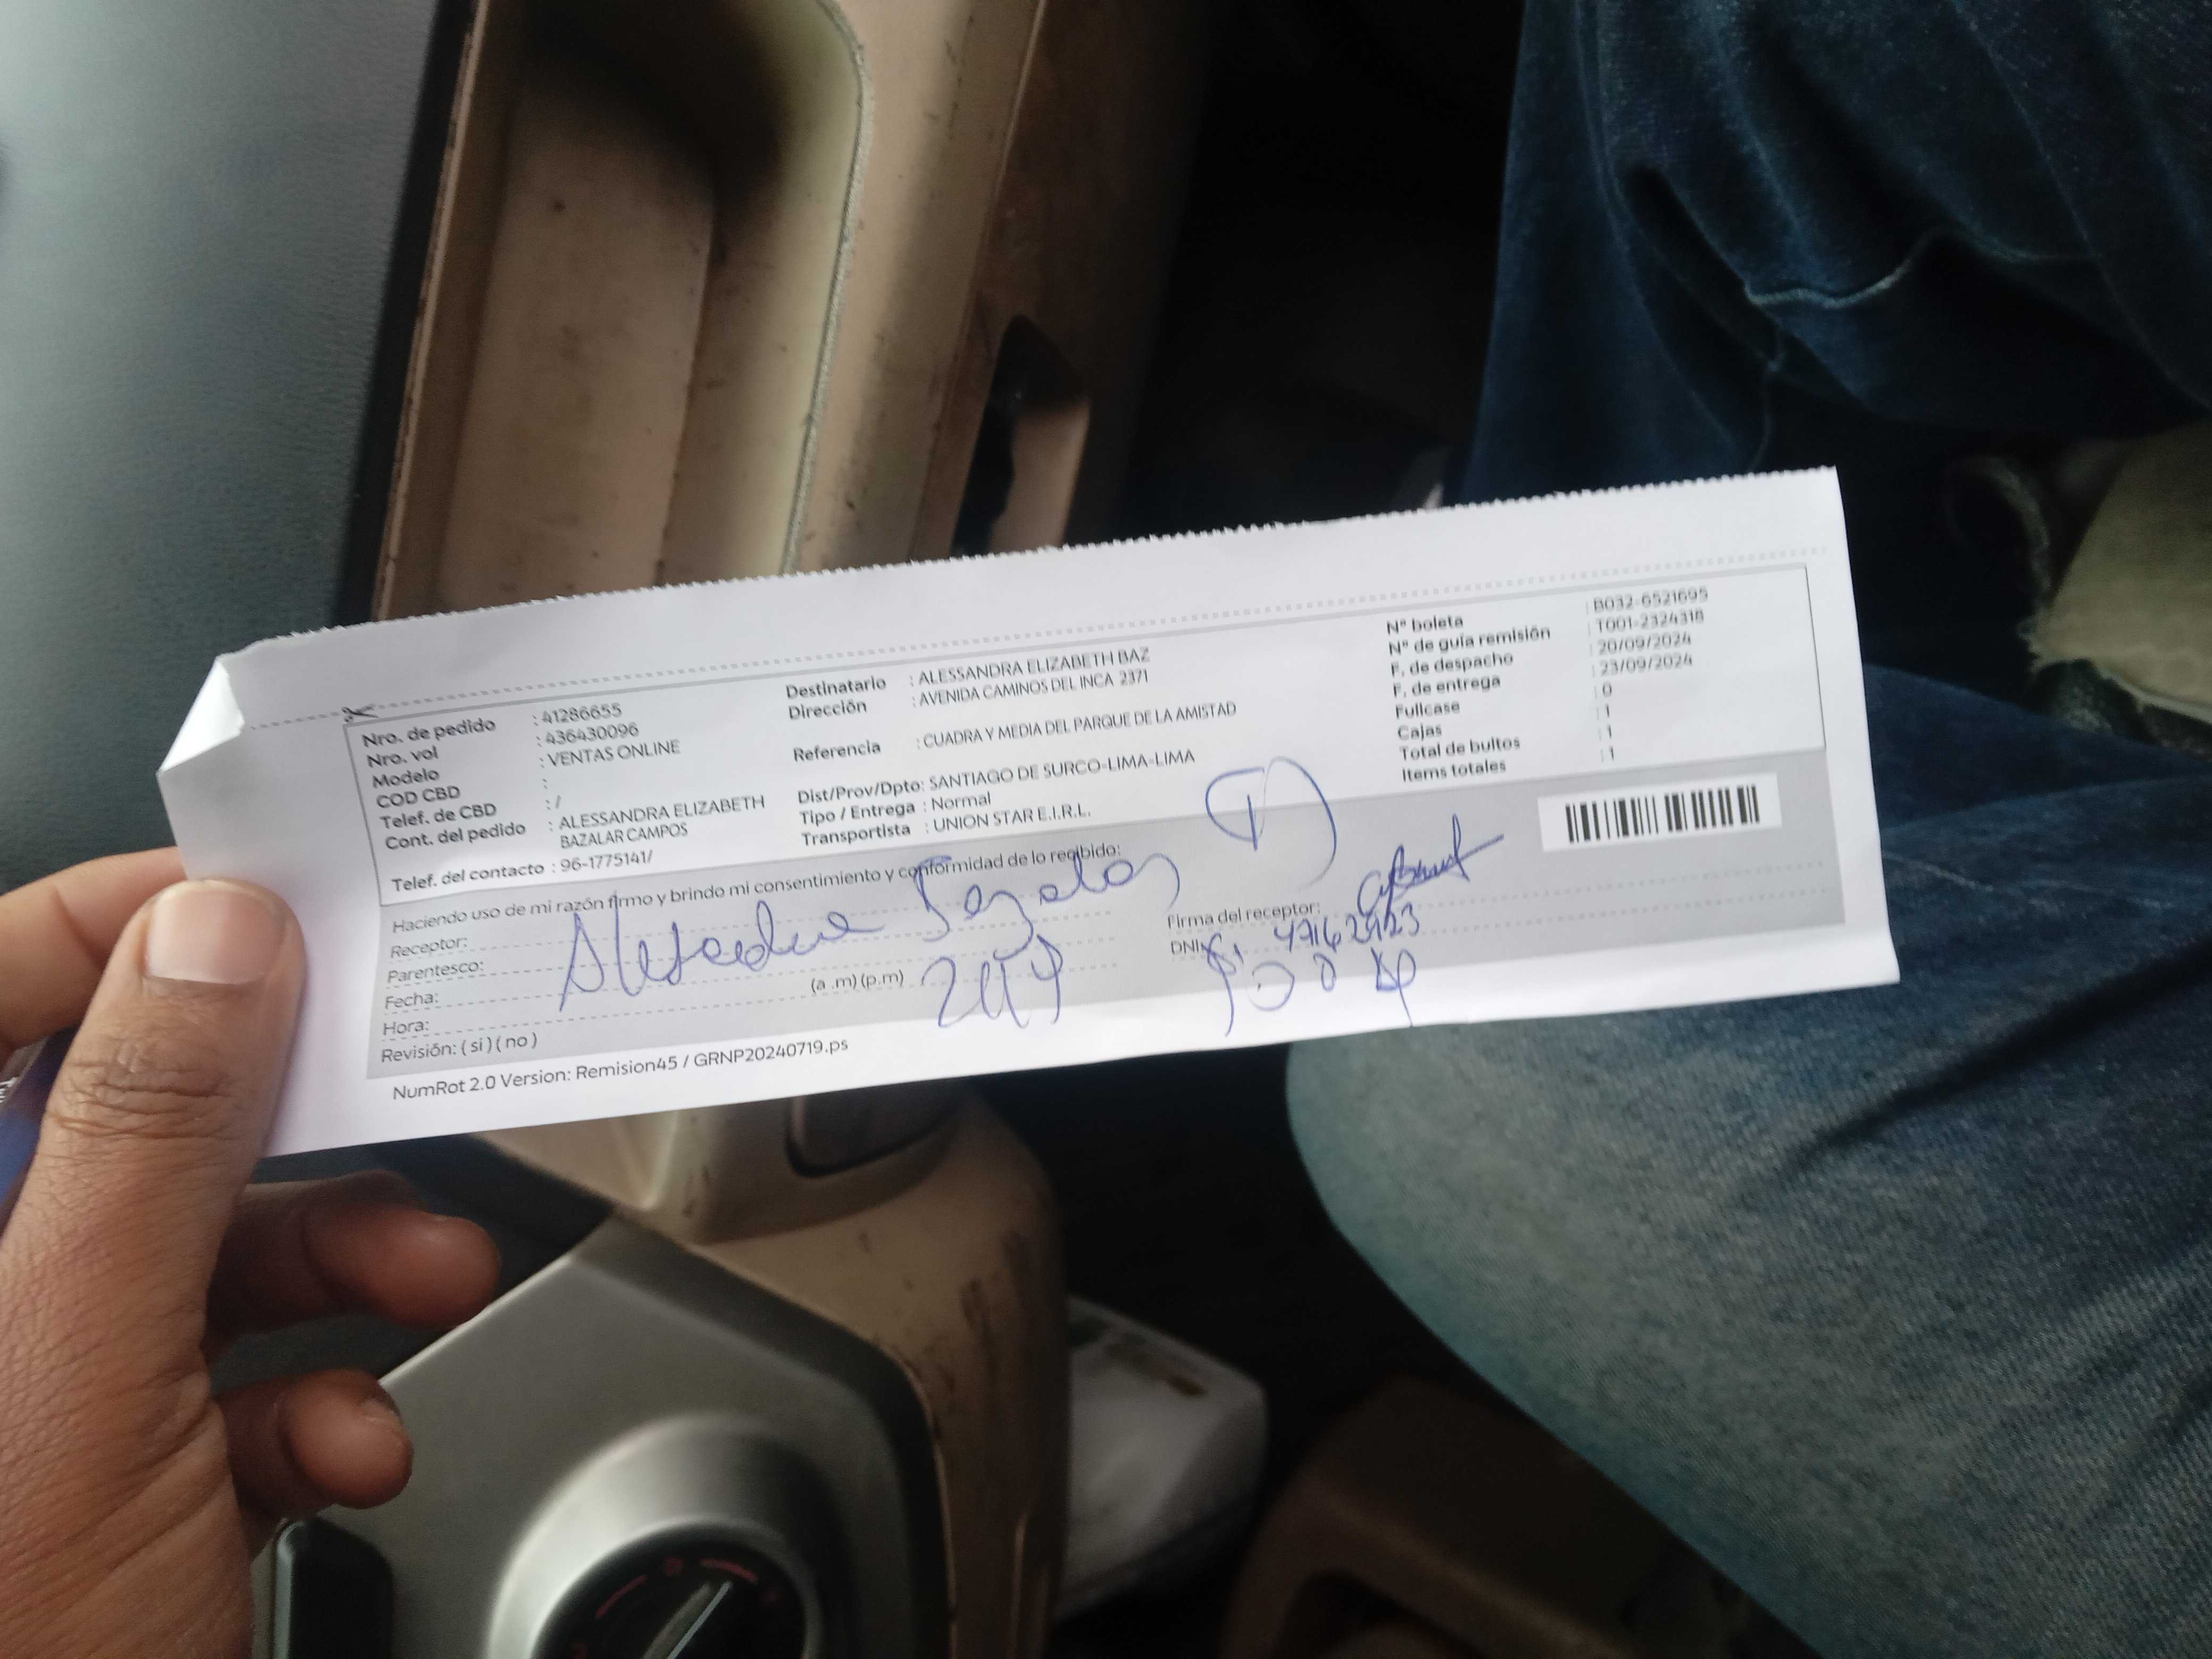 Nro. de pedido : 41286655
Nro. vol : 436430096
Modelo : VENTAS ONLINE
COD CBD :
Telef. de CBD : /
Cont. del pedido : ALESSANDRA ELIZABETH
BAZALAR CAMPOS
Telef. del contacto : 96-1775141/
Destinatario : ALESSANDRA ELIZABETH BAZ
Dirección : AVENIDA CAMINOS DEL INCA 2371
Referencia : CUADRA Y MEDIA DEL PARQUE DE LA AMISTAD
Dist/Prov/Dpto: SANTIAGO DE SURCO-LIMA-LIMA
Tipo / Entrega : Normal
Transportista : UNION STAR E.I.R.L.
N° boleta : B032-6521695
N° de guía remisión : T001-2324318
F. de despacho : 20/09/2024
F. de entrega : 23/09/2024
Fullcase : 0
Cajas : 1
Total de bultos : 1
Items totales : 1
Haciendo uso de mi razón firmo y brindo mi consentimiento y conformidad de lo recibido:
Receptor:
Parentesco:
Fecha:
Hora: (a .m) (p.m)
Revisión: ( si ) ( no )
Firma del receptor:
DNI
NumRot 2.0 Version: Remision45 / GRNP20240719.ps